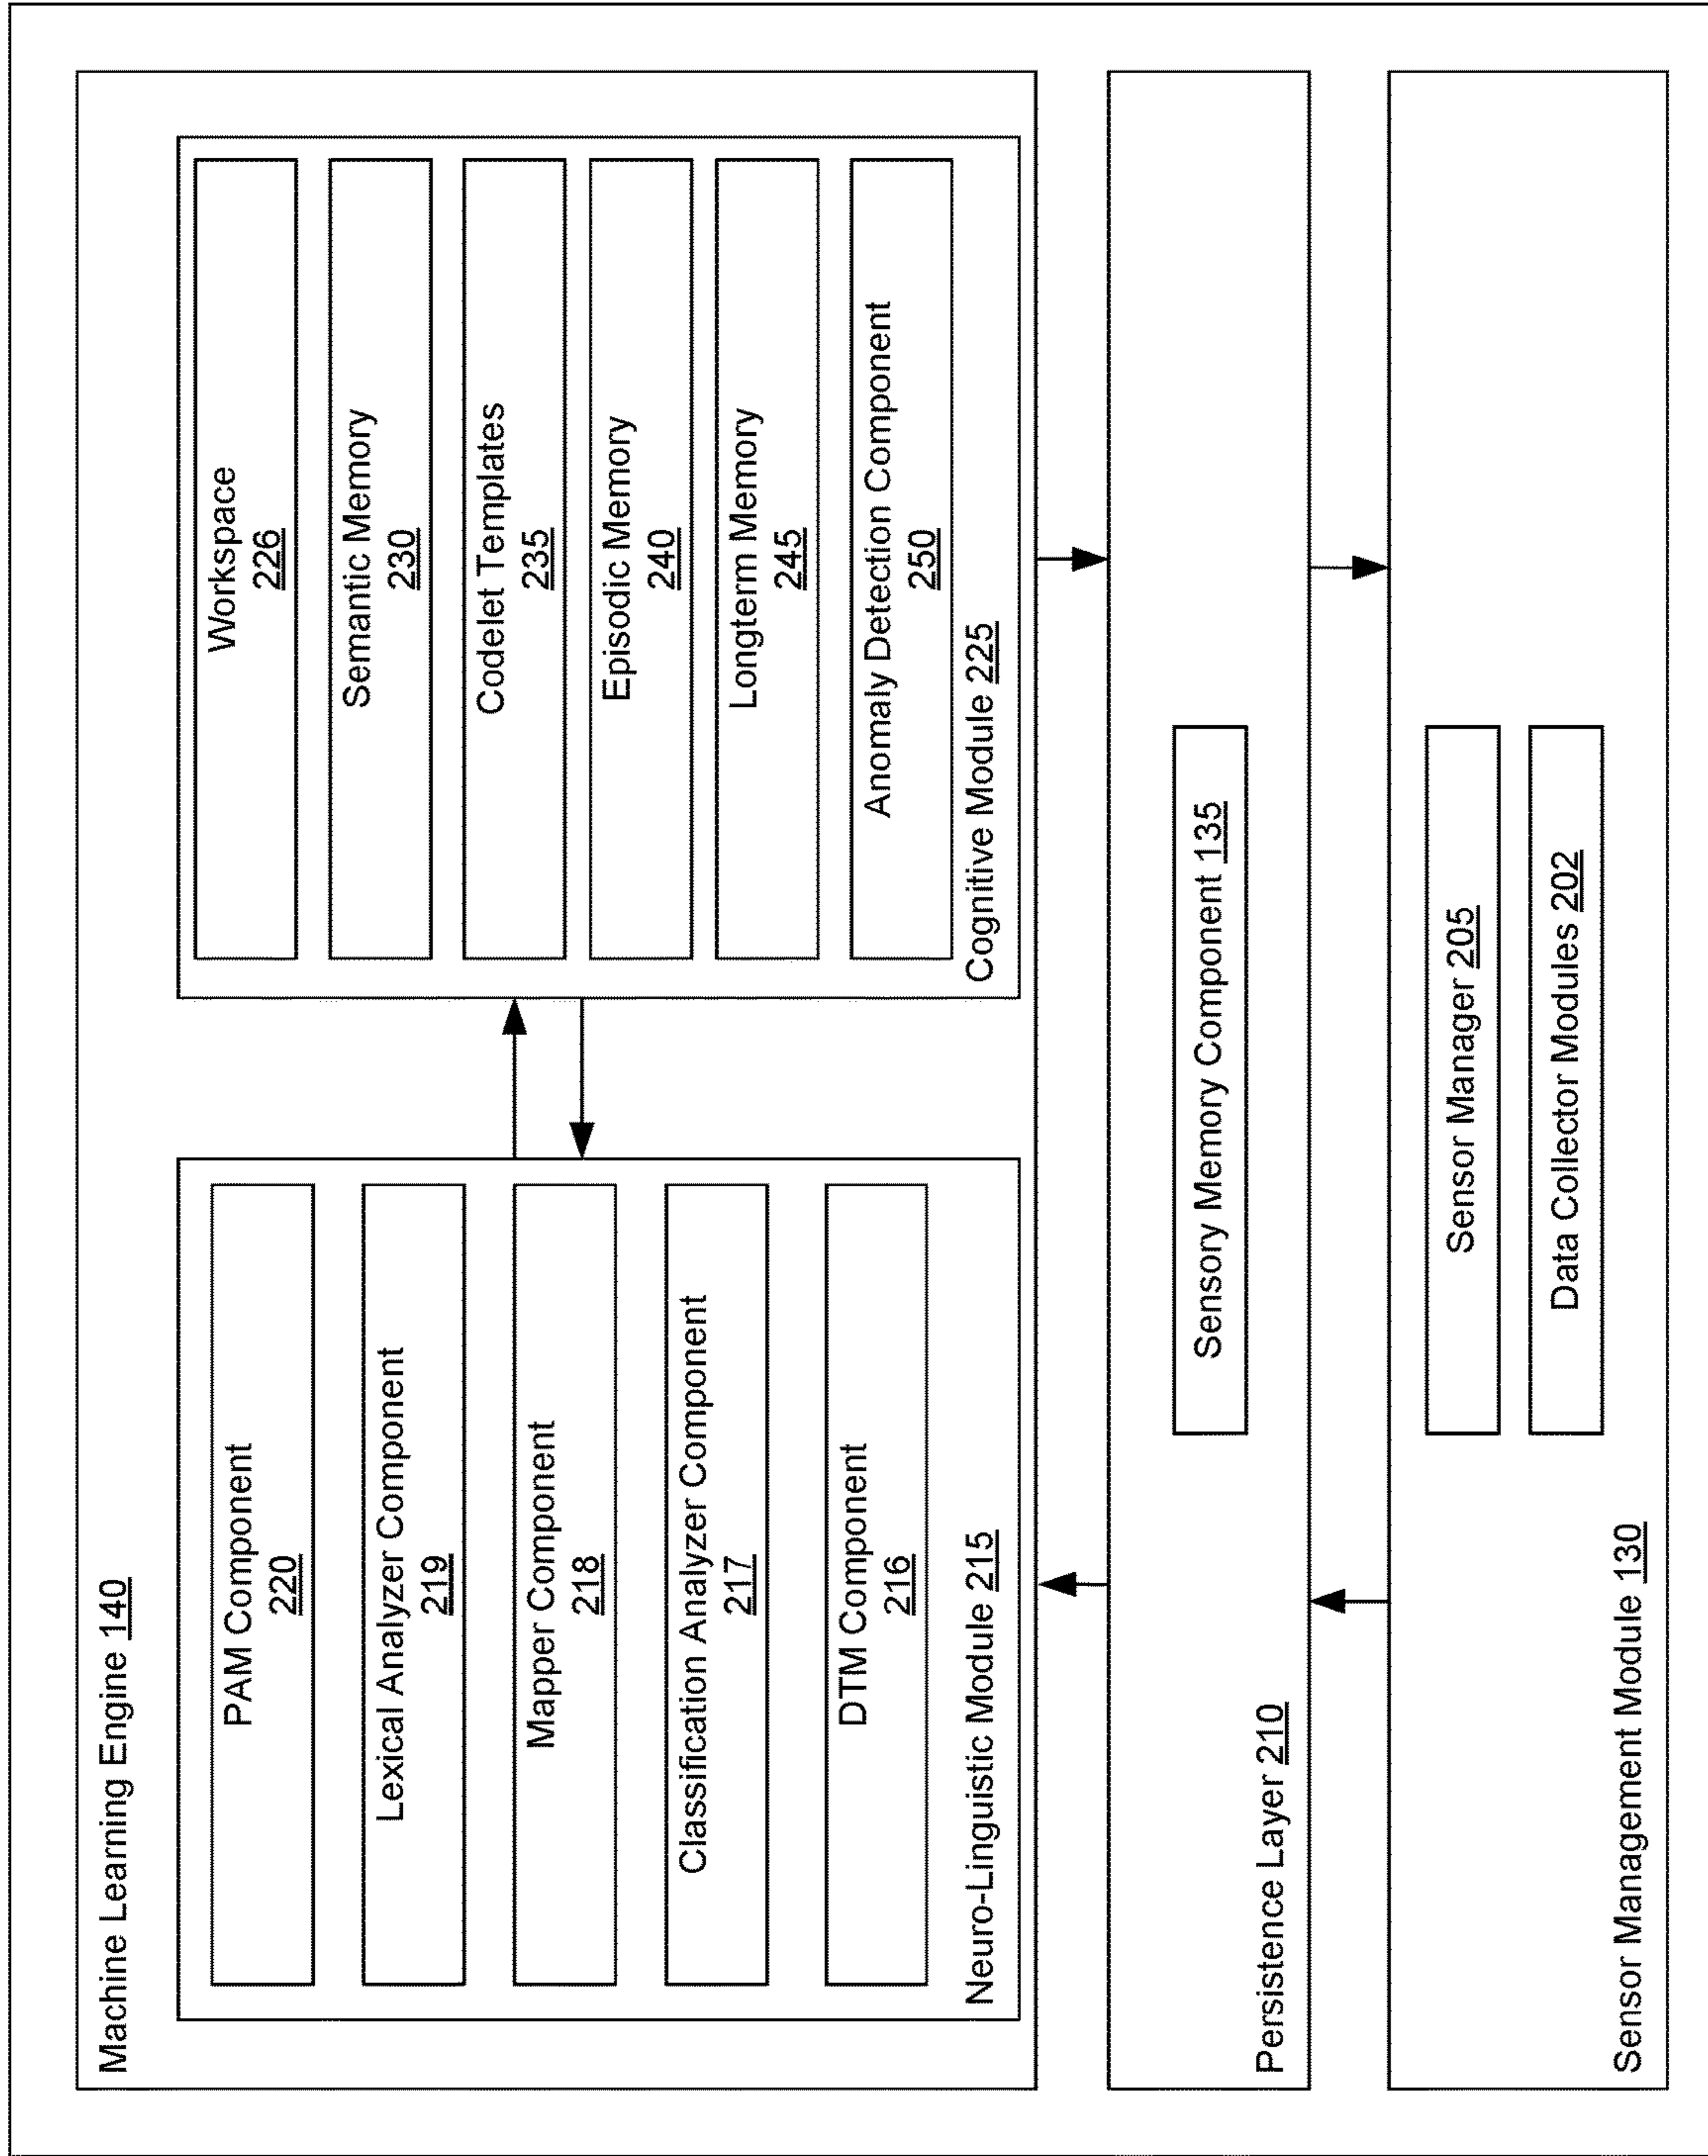 Machine Learning Engine 140
PAM Component
220
Lexical Analyzer Component
219
Mapper Component
218
Classification Analyzer Component
217
DTM Component
216
Neuro-Linguistic Module 215
Workspace
226
Semantic Memory
230
Codelet Templates
235
Episodic Memory
240
Longterm Memory
245
Anomaly Detection Component
250
Cognitive Module 225
Sensory Memory Component 135
Persistence Layer 210
Sensor Manager 205
Data Collector Modules 202
Sensor Management Module 130